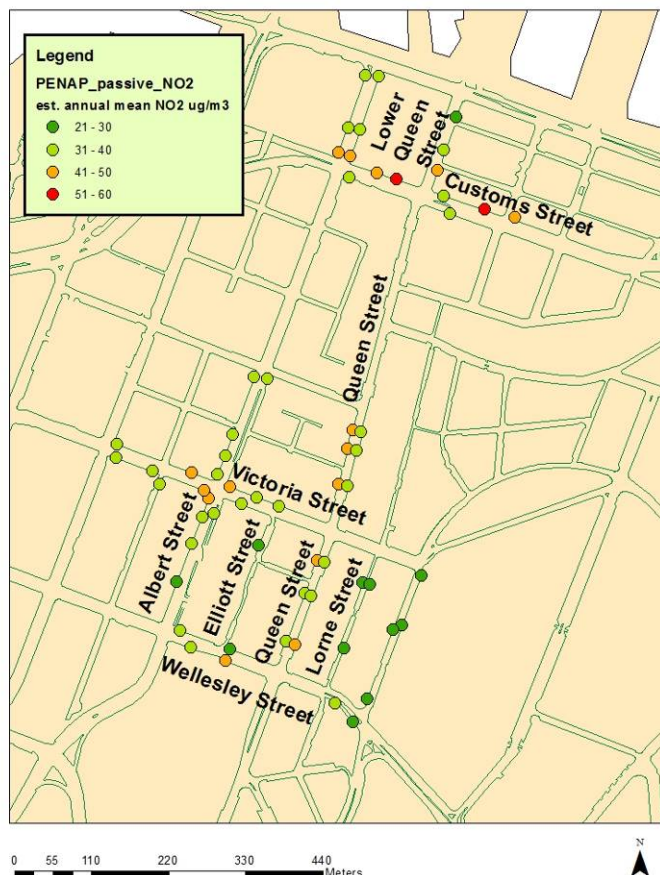 Legend
PENAP_passive_NO2
est. annual mean NO2 ug/m3
21 - 30
31 - 40
41 - 50
51 - 60
Lower
Queen
Street
Customs Street
Queen Street
Victoria Street
Albert Street
Elliott Street
Queen Street
Lorne Street
Wellesley Street
0 55 110 220 330 440
Meters
N